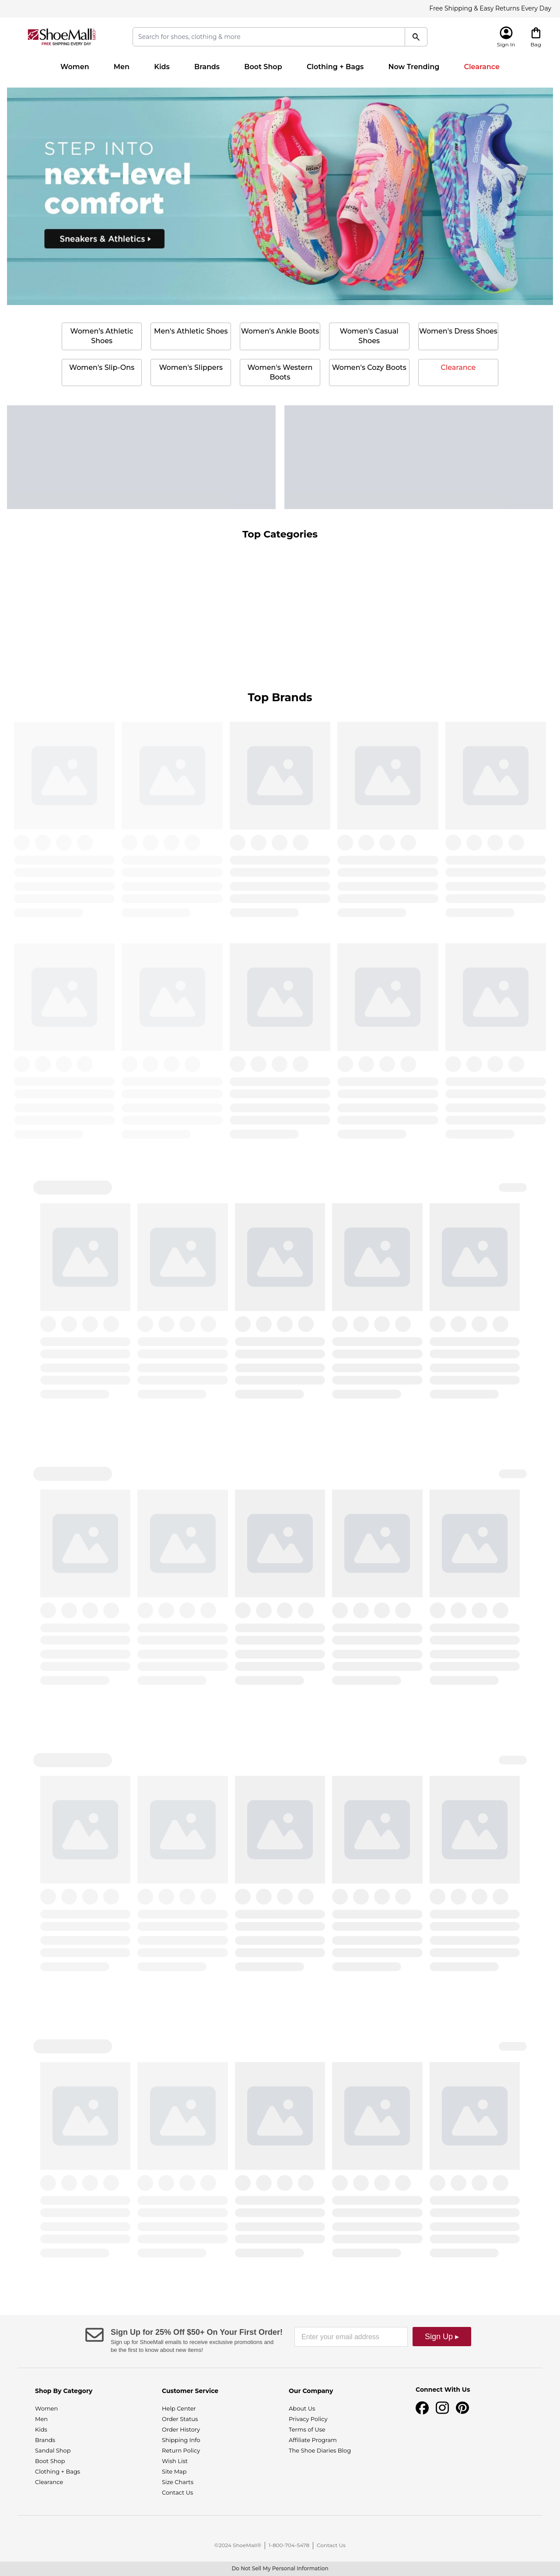 Free Shipping & Easy Returns Every Day
ShoeMall
FREE SHIPPING EVERY DAY
Search for shoes, clothing & more
Sign In
Bag
Women
Men
Kids
Brands
Boot Shop
Clothing + Bags
Now Trending
Clearance
STEP INTO
next-level
comfort
Sneakers & Athletics
Women's Athletic
Shoes
Men's Athletic Shoes
Women's Ankle Boots
Women's Casual
Shoes
Women's Dress Shoes
Women's Slip-Ons
Women's Slippers
Women's Western
Boots
Women's Cozy Boots
Clearance
Top Categories
Top Brands
Sign Up for 25% Off $50+ On Your First Order!
Sign up for ShoeMall emails to receive exclusive promotions and
be the first to know about new items!
Enter your email address
Sign Up ▸
Shop By Category
Women
Men
Kids
Brands
Sandal Shop
Boot Shop
Clothing + Bags
Clearance
Customer Service
Help Center
Order Status
Order History
Shipping Info
Return Policy
Wish List
Site Map
Size Charts
Contact Us
Our Company
About Us
Privacy Policy
Terms of Use
Affiliate Program
The Shoe Diaries Blog
Connect With Us
©2024 ShoeMall®
1-800-704-5478
Contact Us
Do Not Sell My Personal Information